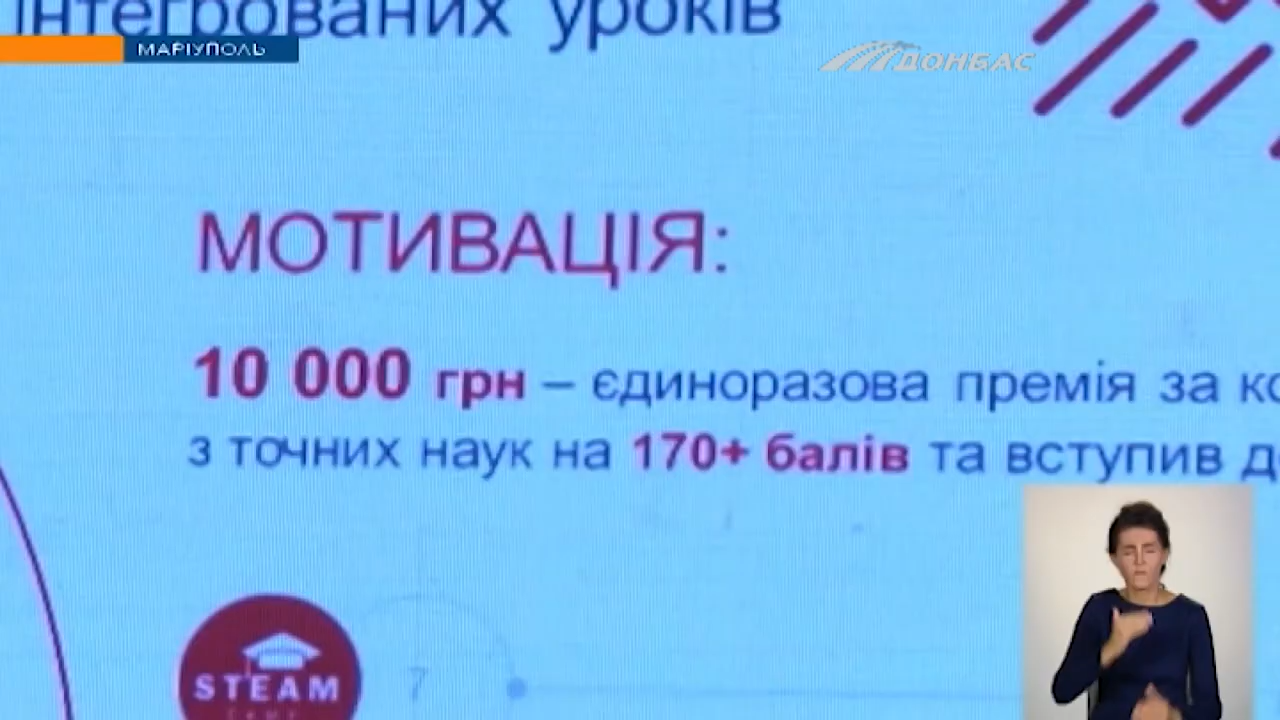 інтегрованих уроків
МАРІУПОЛЬ
ДОНБАС
МОТИВАЦІЯ:
10 000 грн – єдиноразова премія за
з точних наук на 170+ балів та вступив
7
STEAM